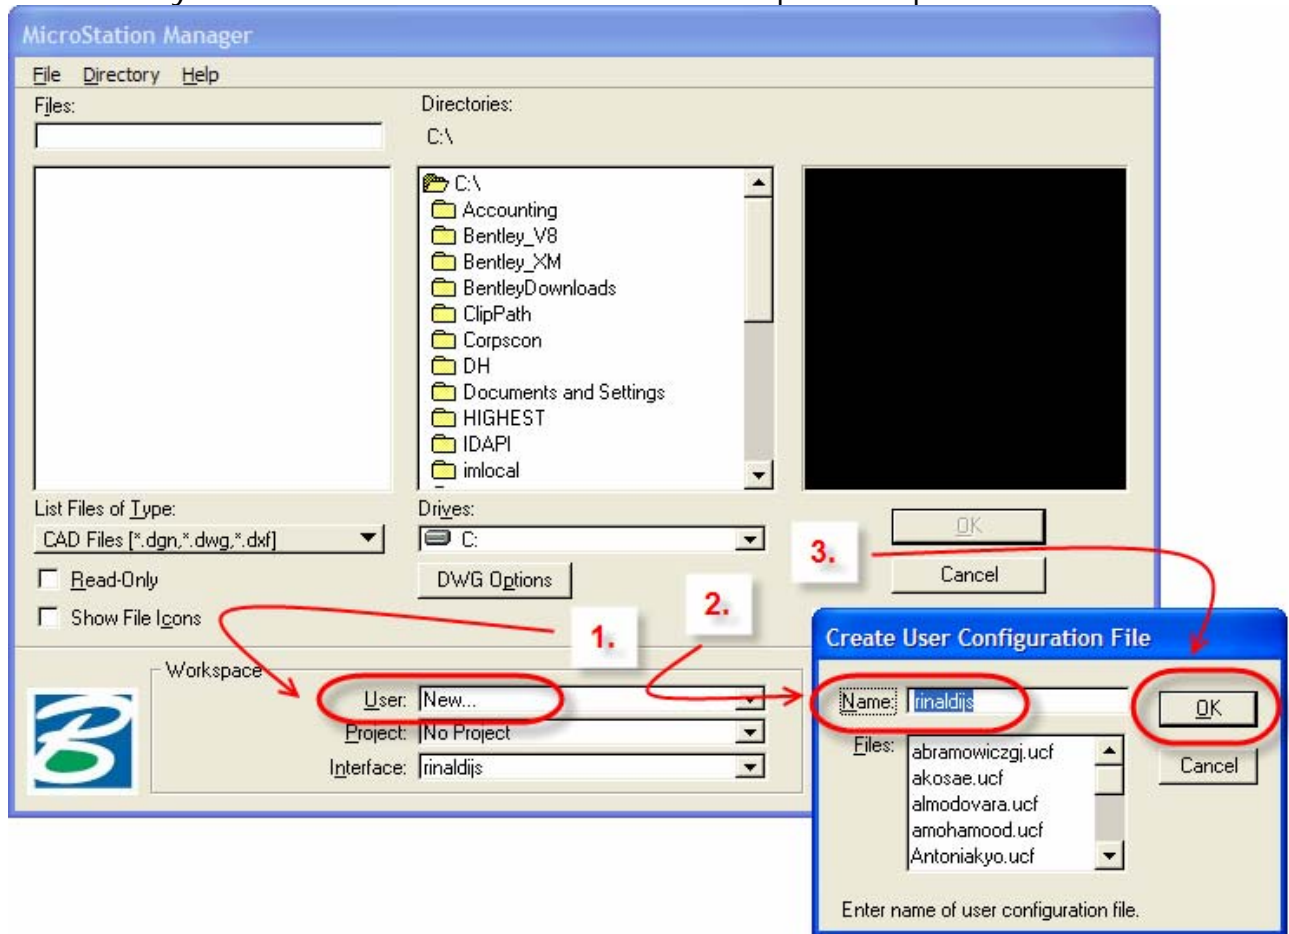 MicroStation Manager
File Directory Help
Files:
Directories:
C:\
C:\
Accounting
Bentley_V8
Bentley_XM
BentleyDownloads
ClipPath
Corpscon
DH
Documents and Settings
HIGHEST
IDAPI
imlocal
List Files of Type:
CAD Files [*.dgn,*.dwg,*.dxf]
Drives:
C:
Read-Only
Show File Icons
DWG Options
OK
Cancel
1.
2.
3.
Workspace
User: New...
Project: No Project
Interface: rinaldijs
Create User Configuration File
Name: rinaldijs
OK
Cancel
Files:
abramowiczgj.ucf
akosae.ucf
almodovara.ucf
amohamood.ucf
Antoniakyo.ucf
Enter name of user configuration file.